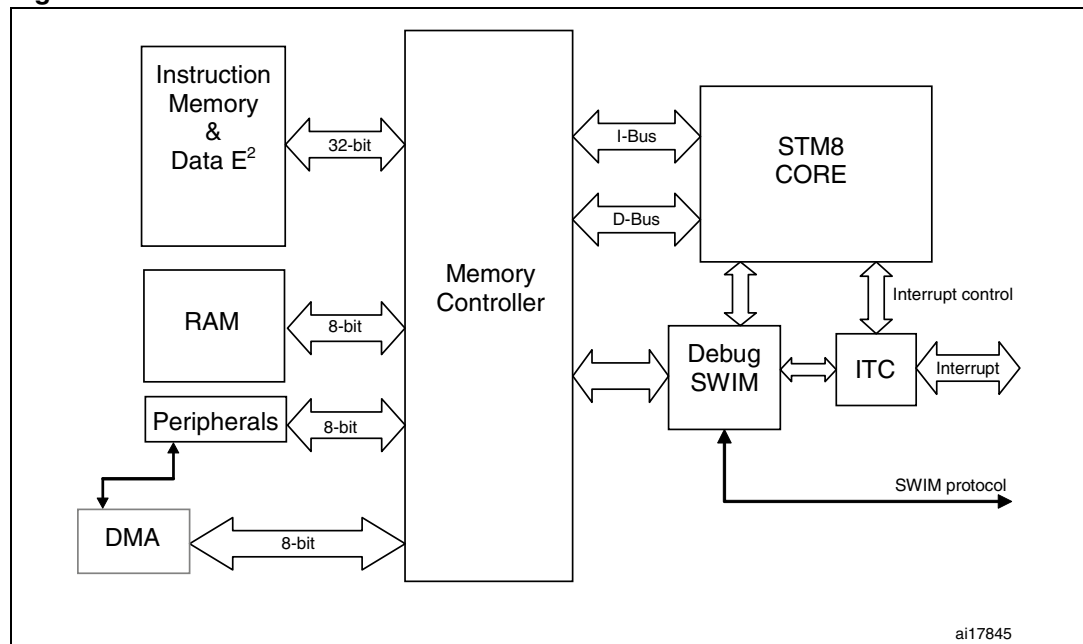 Instruction
Memory
&
Data E²
32-bit
I-Bus
STM8
CORE
D-Bus
Memory
Controller
RAM
8-bit
Interrupt control
Debug
SWIM
ITC
Interrupt
Peripherals
8-bit
SWIM protocol
DMA
8-bit
ai17845